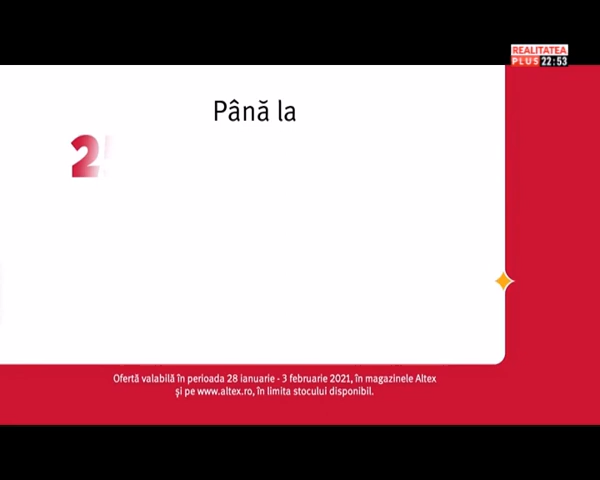 REALITATEA
PLUS 22:53
Până la
2
Ofertă valabilă în perioada 28 ianuarie - 3 februarie 2021, în magazinele Altex
și pe www.altex.ro, în limita stocului disponibil.